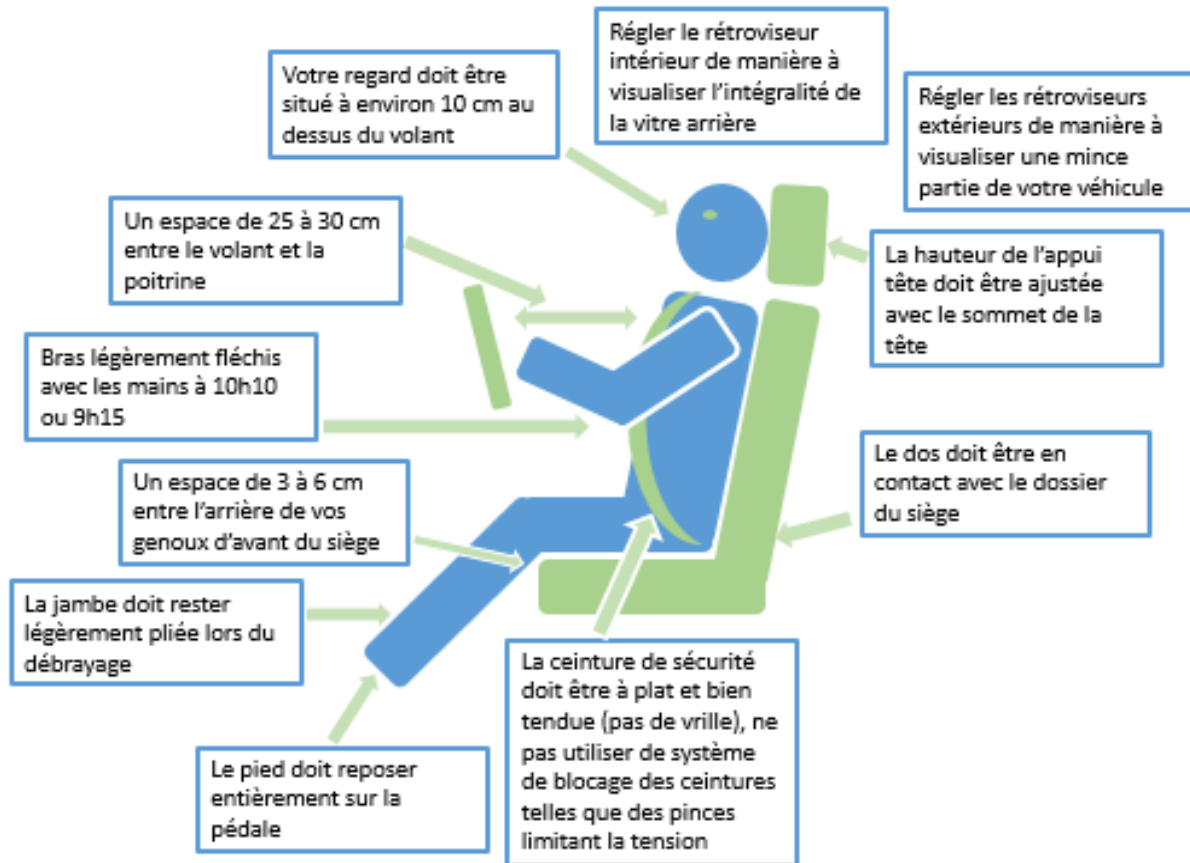 Votre regard doit être
situé à environ 10 cm au
dessus du volant
Régler le rétroviseur
intérieur de manière à
visualiser l’intégralité de
la vitre arrière
Régler les rétroviseurs
extérieurs de manière à
visualiser une mince
partie de votre véhicule
Un espace de 25 à 30 cm
entre le volant et la
poitrine
La hauteur de l’appui
tête doit être ajustée
avec le sommet de la
tête
Bras légèrement fléchis
avec les mains à 10h10
ou 9h15
Le dos doit être en
contact avec le dossier
du siège
Un espace de 3 à 6 cm
entre l’arrière de vos
genoux d’avant du siège
La jambe doit rester
légèrement pliée lors du
débrayage
La ceinture de sécurité
doit être à plat et bien
tendue (pas de vrille), ne
pas utiliser de système
de blocage des ceintures
telles que des pinces
limitant la tension
Le pied doit reposer
entièrement sur la
pédale